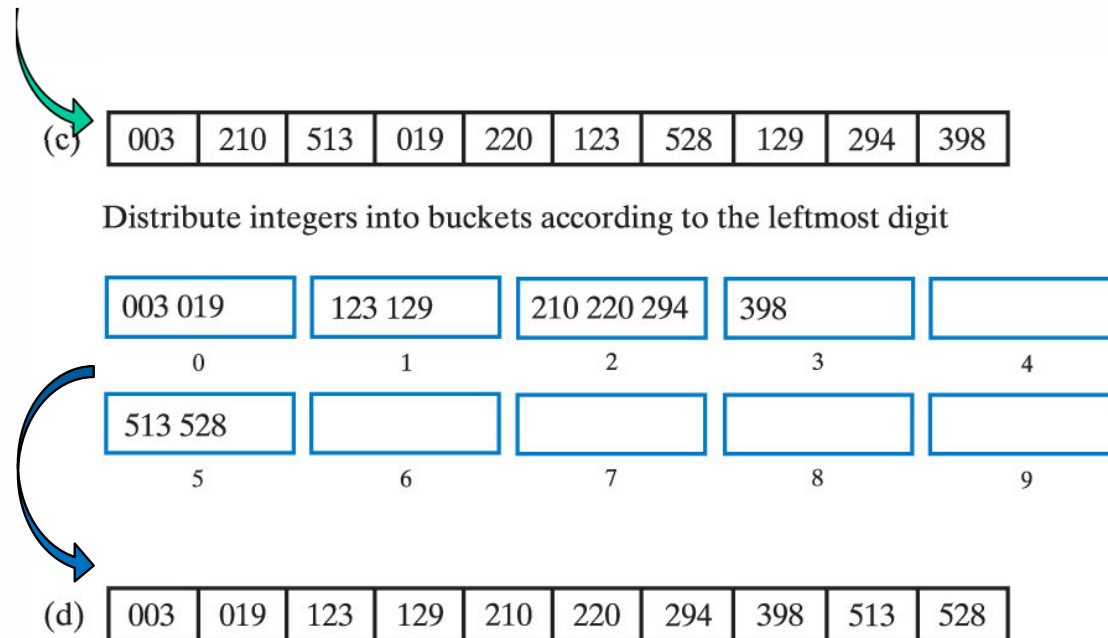 (c) 003 210 513 019 220 123 528 129 294 398
Distribute integers into buckets according to the leftmost digit
003 019 123 129 210 220 294 398
0 1 2 3 4
513 528
5 6 7 8 9
(d) 003 019 123 129 210 220 294 398 513 528